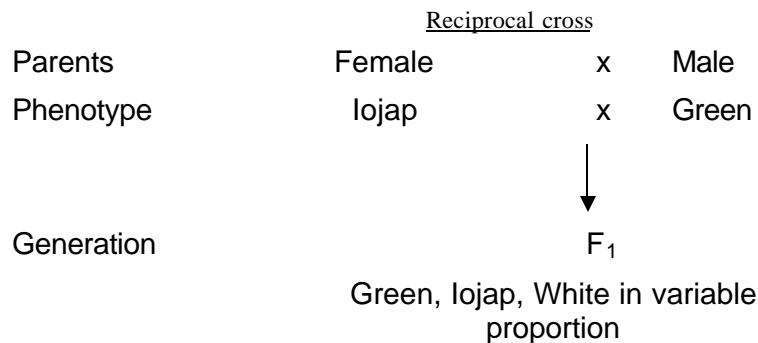 Reciprocal cross
Parents Female x Male
Phenotype Iojap x Green
Generation F₁
Green, Iojap, White in variable
proportion